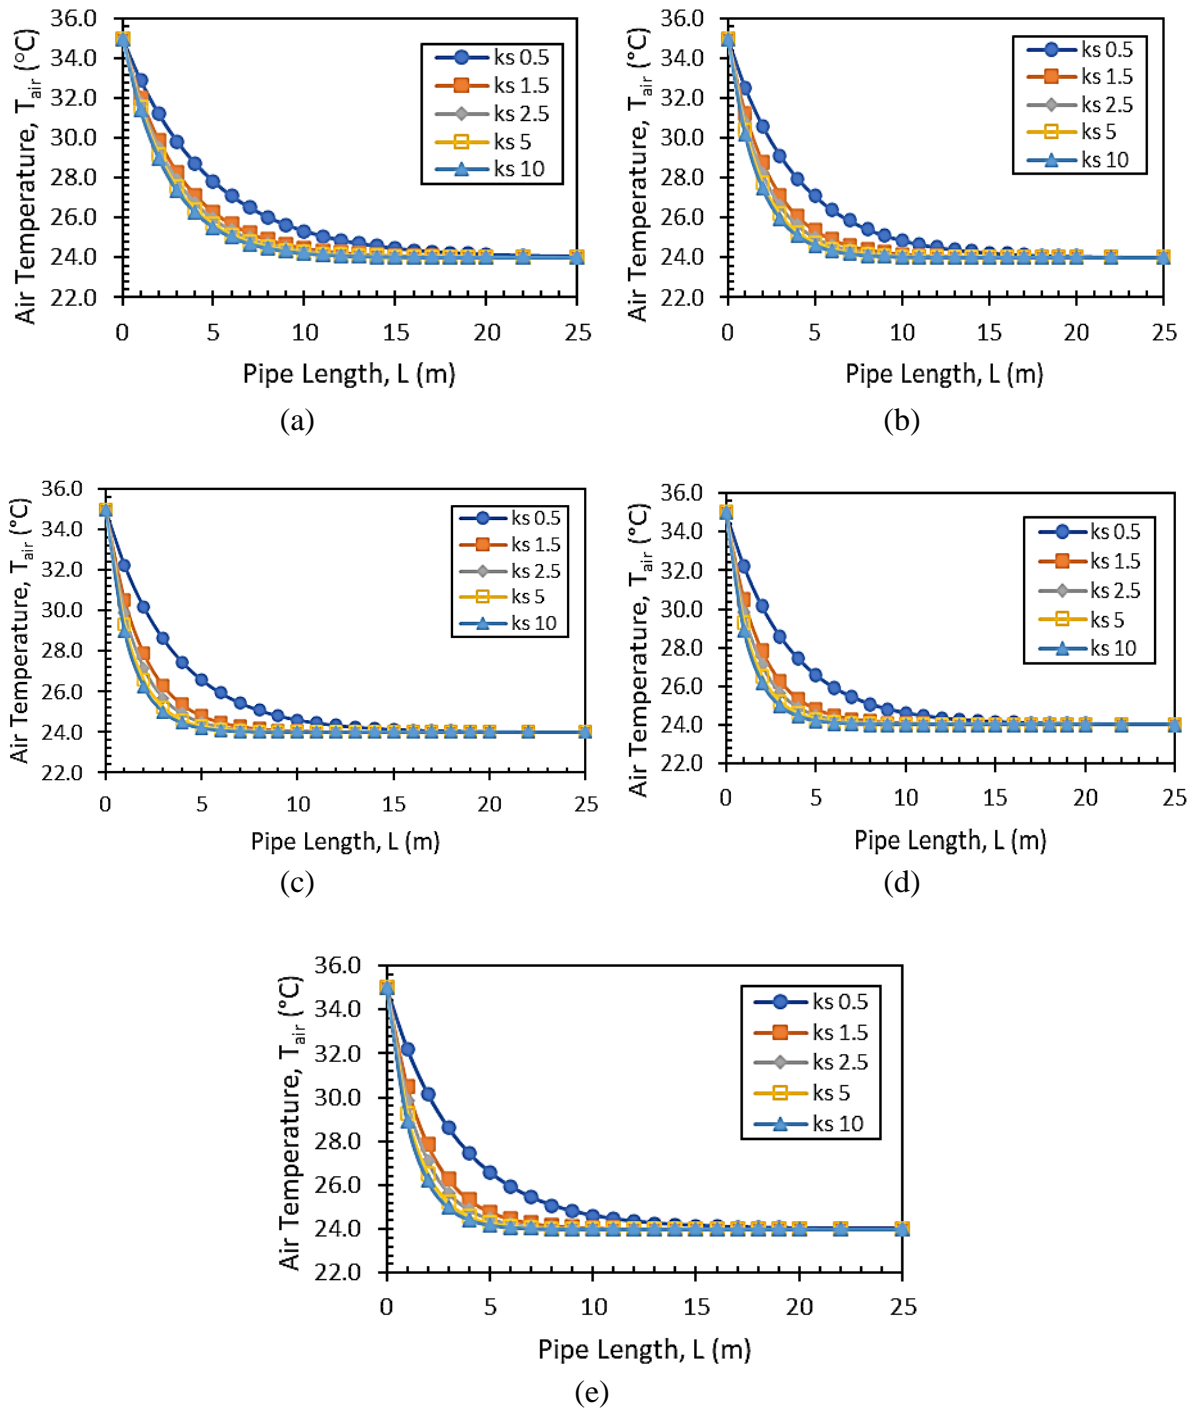 36.0
34.0
32.0
30.0
28.0
26.0
24.0
22.0
Air Temperature, Tair (°C)
ks 0.5
ks 1.5
ks 2.5
ks 5
ks 10
0 5 10 15 20 25
Pipe Length, L (m)
(a)
36.0
34.0
32.0
30.0
28.0
26.0
24.0
22.0
Air Temperature, Tair (°C)
ks 0.5
ks 1.5
ks 2.5
ks 5
ks 10
0 5 10 15 20 25
Pipe Length, L (m)
(b)
36.0
34.0
32.0
30.0
28.0
26.0
24.0
22.0
Air Temperature, Tair (°C)
ks 0.5
ks 1.5
ks 2.5
ks 5
ks 10
0 5 10 15 20 25
Pipe Length, L (m)
(c)
36.0
34.0
32.0
30.0
28.0
26.0
24.0
22.0
Air Temperature, Tair (°C)
ks 0.5
ks 1.5
ks 2.5
ks 5
ks 10
0 5 10 15 20 25
Pipe Length, L (m)
(d)
36.0
34.0
32.0
30.0
28.0
26.0
24.0
22.0
Air Temperature, Tair (°C)
ks 0.5
ks 1.5
ks 2.5
ks 5
ks 10
0 5 10 15 20 25
Pipe Length, L (m)
(e)